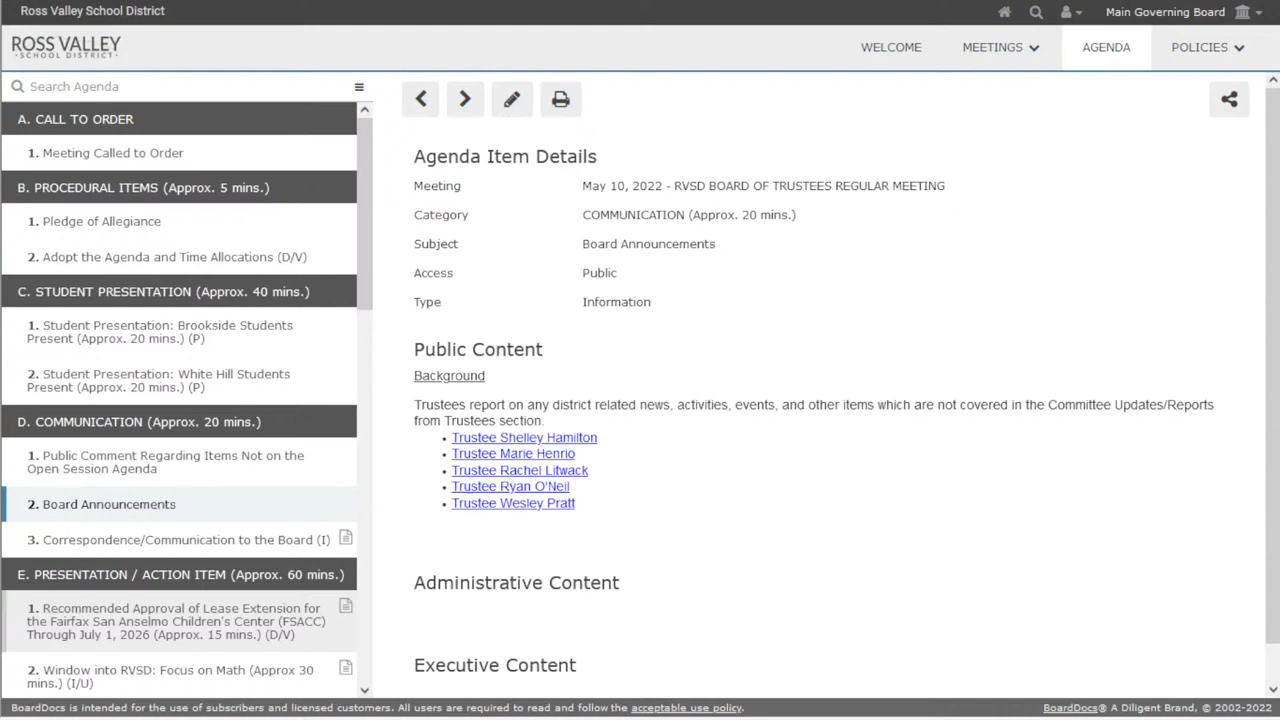 Ross Valley School District
Main Governing Board
ROSS VALLEY
SCHOOL DISTRICT
WELCOME
MEETINGS
AGENDA
POLICIES
Search Agenda
A. CALL TO ORDER
1. Meeting Called to Order
B. PROCEDURAL ITEMS (Approx. 5 mins.)
1. Pledge of Allegiance
2. Adopt the Agenda and Time Allocations (D/V)
C. STUDENT PRESENTATION (Approx. 40 mins.)
1. Student Presentation: Brookside Students
Present (Approx. 20 mins.) (P)
2. Student Presentation: White Hill Students
Present (Approx. 20 mins.) (P)
D. COMMUNICATION (Approx. 20 mins.)
1. Public Comment Regarding Items Not on the
Open Session Agenda
2. Board Announcements
3. Correspondence/Communication to the Board (I)
E. PRESENTATION / ACTION ITEM (Approx. 60 mins.)
1. Recommended Approval of Lease Extension for
the Fairfax San Anselmo Children's Center (FSACC)
Through July 1, 2026 (Approx. 15 mins.) (D/V)
2. Window into RVSD: Focus on Math (Approx 30
mins.) (I/U)
Agenda Item Details
Meeting May 10, 2022 - RVSD BOARD OF TRUSTEES REGULAR MEETING
Category COMMUNICATION (Approx. 20 mins.)
Subject Board Announcements
Access Public
Type Information
Public Content
Background
Trustees report on any district related news, activities, events, and other items which are not covered in the Committee Updates/Reports
from Trustees section.
• Trustee Shelley Hamilton
• Trustee Marie Henrio
• Trustee Rachel Litwack
• Trustee Ryan O'Neil
• Trustee Wesley Pratt
Administrative Content
Executive Content
BoardDocs is intended for the use of subscribers and licensed customers. All users are required to read and follow the acceptable use policy.
BoardDocs® A Diligent Brand, © 2002-2022